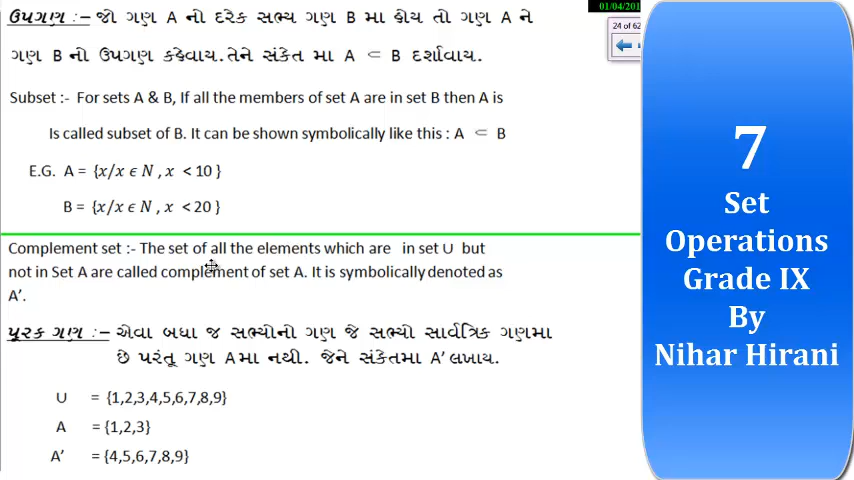 ઉપગણ :– જો ગણ A નો દરેક સભ્ય ગણ B મા હોય તો ગણ A ને
ગણ B નો ઉપગણ કહેવાય. તેને સંકેત મા A ⊂ B દર્શાવાય.
Subset :- For sets A & B, If all the members of set A are in set B then A is
Is called subset of B. It can be shown symbolically like this : A ⊂ B
E.G. A = {x/x ϵ N , x < 10 }
B = {x/x ϵ N , x < 20 }
Complement set :- The set of all the elements which are in set U but
not in Set A are called complement of set A. It is symbolically denoted as
A’.
પૂરક ગણ :– એવા બધા જ સભ્યોનો ગણ જે સભ્યો સાર્વત્રિક ગણમા
છે પરંતૂ ગણ Aમા નથી. જેને સંકેતમા A’ લખાય.
U = {1,2,3,4,5,6,7,8,9}
A = {1,2,3}
A’ = {4,5,6,7,8,9}
01/04/201
24 of 62
7
Set
Operations
Grade IX
By
Nihar Hirani